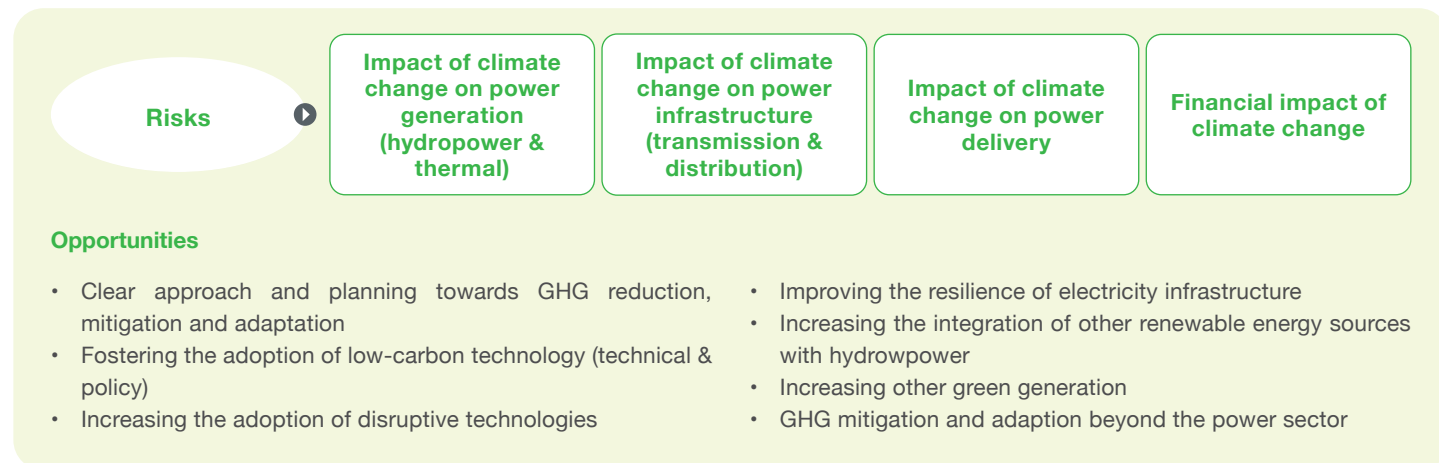 Risks
Impact of climate
change on power
generation
(hydropower &
thermal)
Impact of climate
change on power
infrastructure
(transmission &
distribution)
Impact of climate
change on power
delivery
Financial impact of
climate change
Opportunities
• Clear approach and planning towards GHG reduction,
mitigation and adaptation
• Fostering the adoption of low-carbon technology (technical &
policy)
• Increasing the adoption of disruptive technologies
• Improving the resilience of electricity infrastructure
• Increasing the integration of other renewable energy sources
with hydrowpower
• Increasing other green generation
• GHG mitigation and adaption beyond the power sector